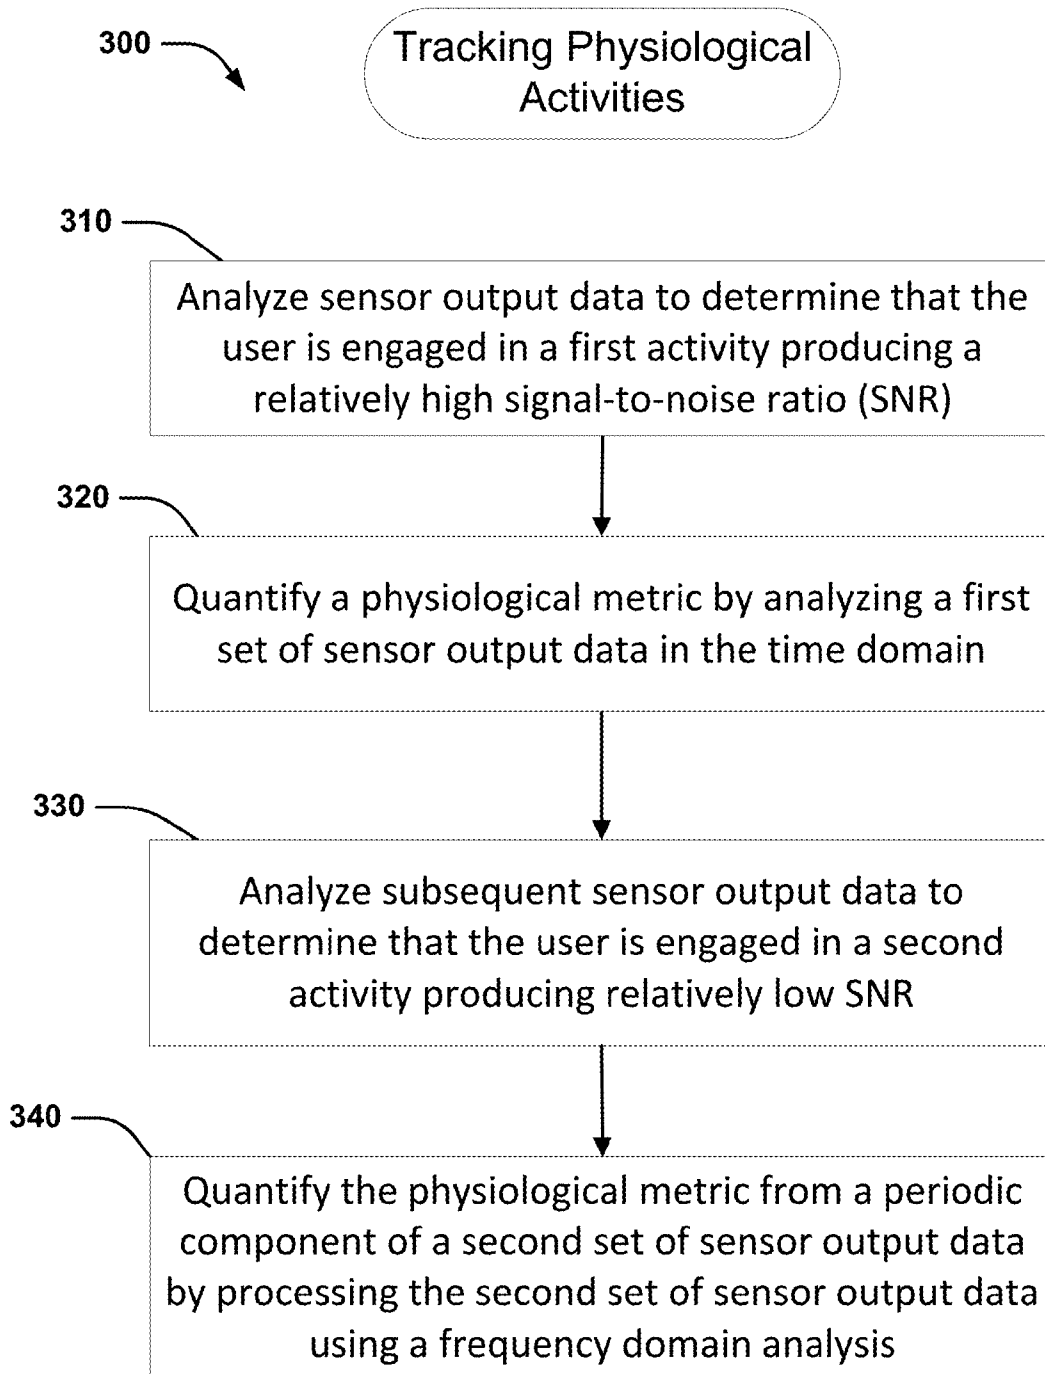 300
Tracking Physiological
Activities
310
Analyze sensor output data to determine that the
user is engaged in a first activity producing a
relatively high signal-to-noise ratio (SNR)
320
Quantify a physiological metric by analyzing a first
set of sensor output data in the time domain
330
Analyze subsequent sensor output data to
determine that the user is engaged in a second
activity producing relatively low SNR
340
Quantify the physiological metric from a periodic
component of a second set of sensor output data
by processing the second set of sensor output data
using a frequency domain analysis